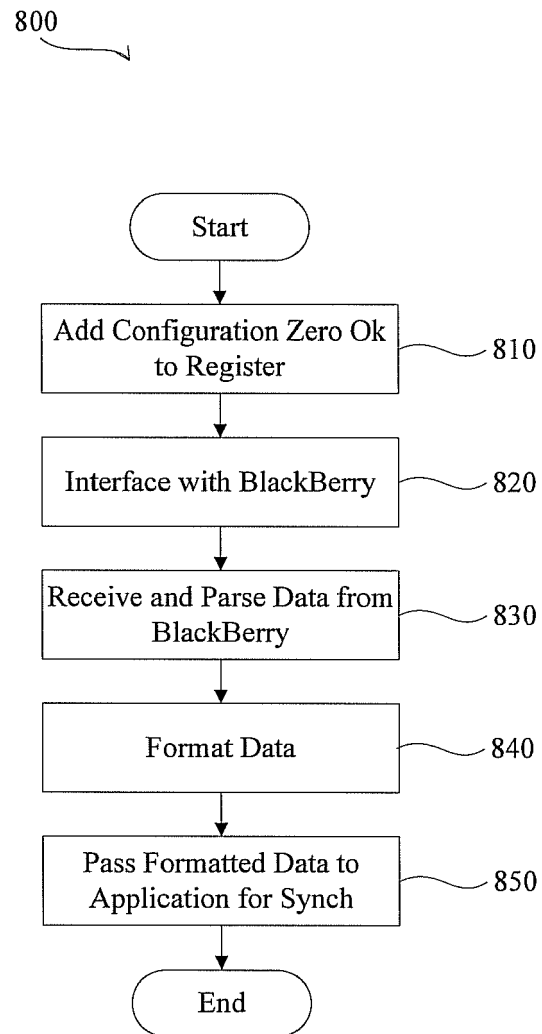 800
Start
Add Configuration Zero Ok
to Register
810
Interface with BlackBerry
820
Receive and Parse Data from
BlackBerry
830
Format Data
840
Pass Formatted Data to
Application for Synch
850
End